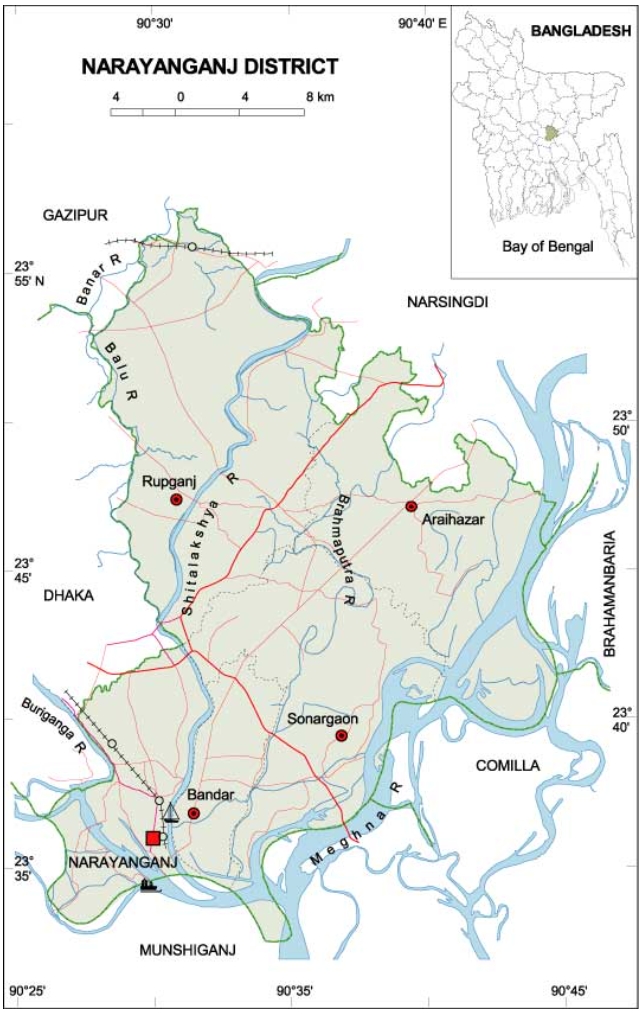 90°30'
90°40' E
BANGLADESH
NARAYANGANJ DISTRICT
4 0 4 8 km
Bay of Bengal
GAZIPUR
23°
55' N
Banar R
NARSINGDI
Balu R
23°
50'
Rupganj
Shitalakshya R
Brahmaputra R
Araihazar
23°
45'
DHAKA
BRAHAMANBARIA
Buriganga R
Sonargaon
23°
40'
COMILLA
Bandar
Meghna R
NARAYANGANJ
23°
35'
MUNSHIGANJ
90°25'
90°35'
90°45'